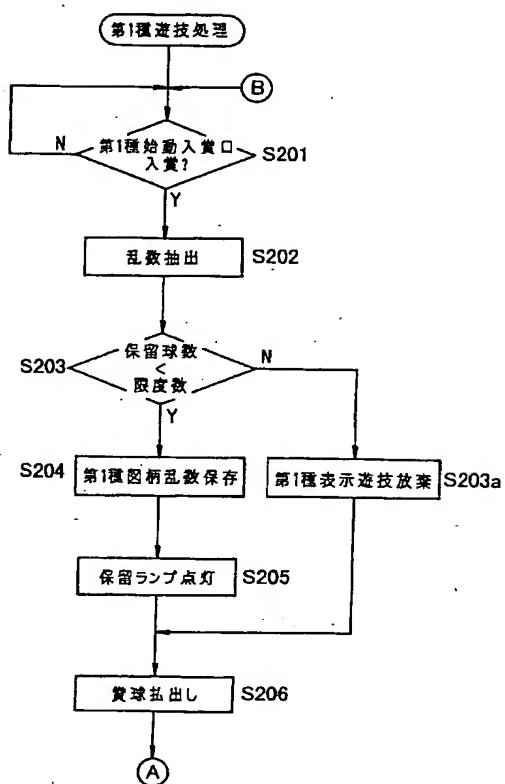 第1種遊技処理
B
N
第1種始動入賞口
入賞?
S201
Y
乱数抽出
S202
S203
保留球数
<
限度数
N
Y
S204
第1種図柄乱数保存
第1種表示遊技放棄
S203a
保留ランプ点灯
S205
賞球払出し
S206
A